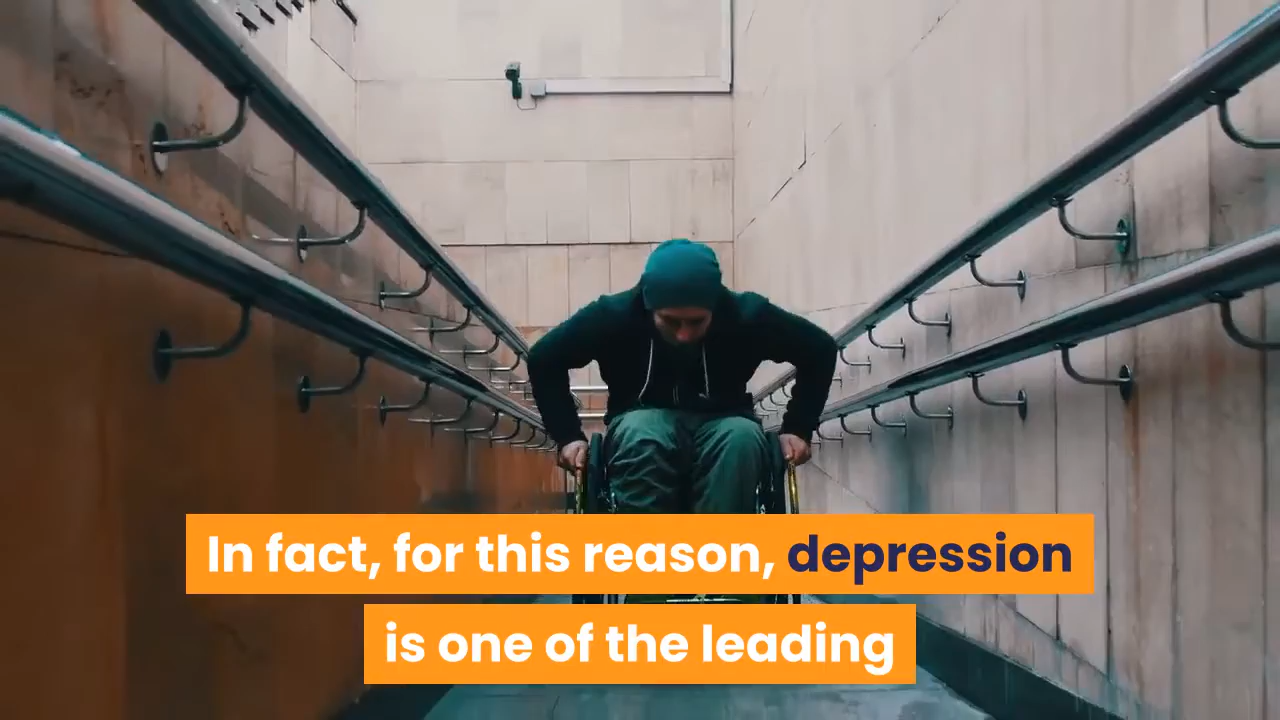 In fact, for this reason, depression
is one of the leading